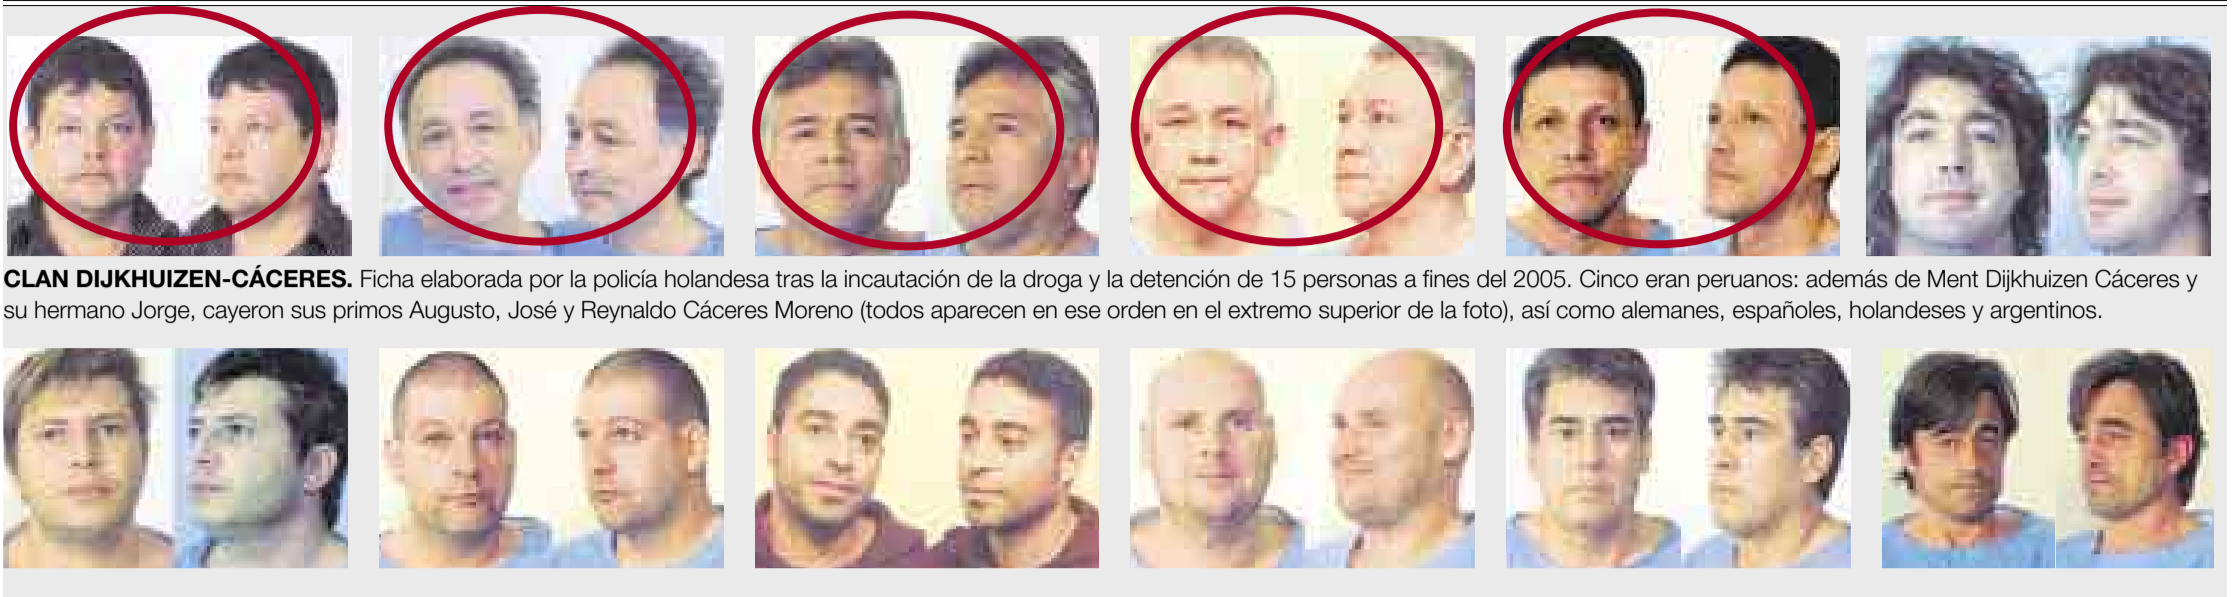 CLAN DIJKHUIZEN-CÁCERES. Ficha elaborada por la policía holandesa tras la incautación de la droga y la detención de 15 personas a fines del 2005. Cinco eran peruanos: además de Ment Dijkhuizen Cáceres y
su hermano Jorge, cayeron sus primos Augusto, José y Reynaldo Cáceres Moreno (todos aparecen en ese orden en el extremo superior de la foto), así como alemanes, españoles, holandeses y argentinos.